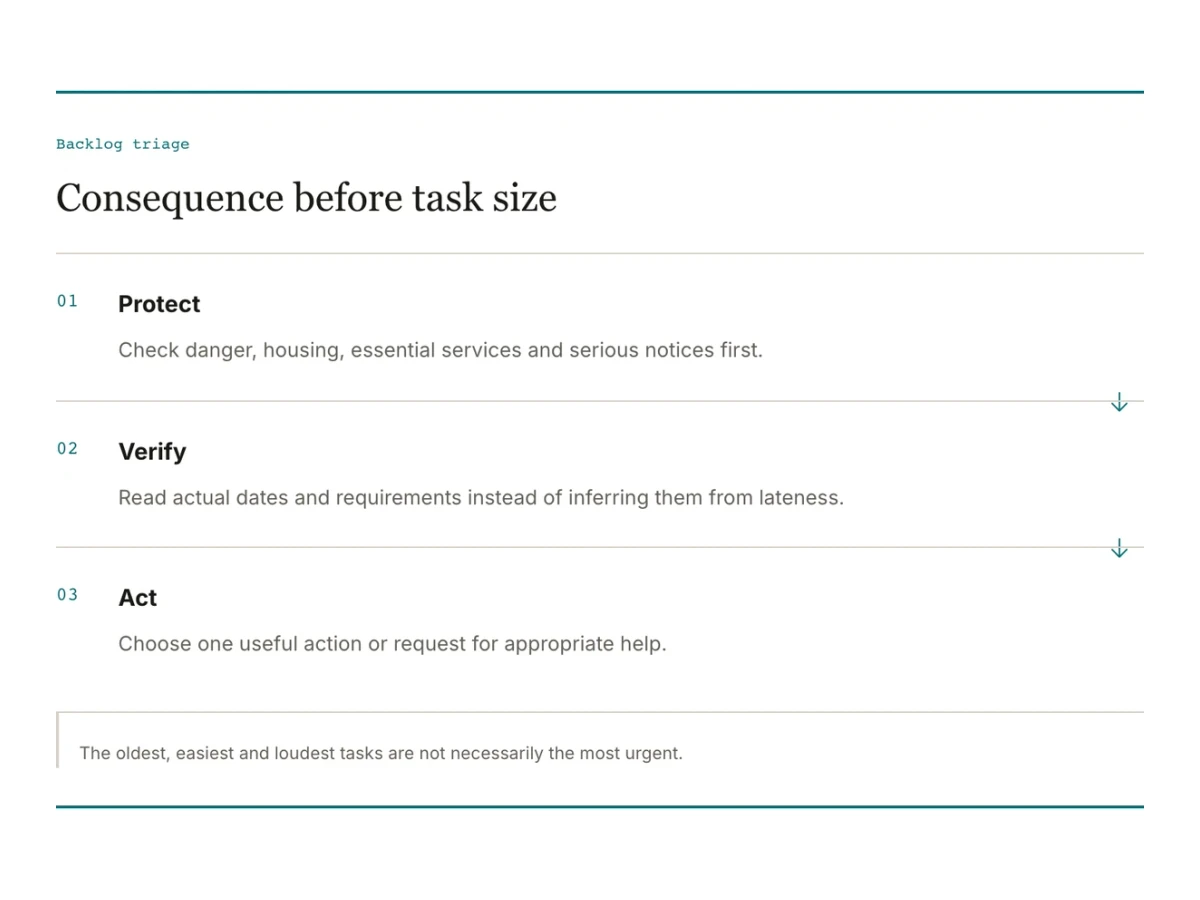 Backlog triage
Consequence before task size
01
Protect
Check danger, housing, essential services and serious notices first.
02
Verify
Read actual dates and requirements instead of inferring them from lateness.
03
Act
Choose one useful action or request for appropriate help.
The oldest, easiest and loudest tasks are not necessarily the most urgent.